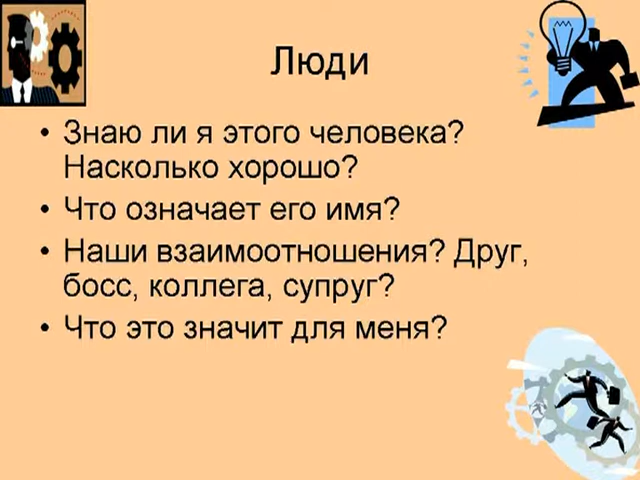 Люди
• Знаю ли я этого человека?
Насколько хорошо?
• Что означает его имя?
• Наши взаимоотношения? Друг,
босс, коллега, супруг?
• Что это значит для меня?